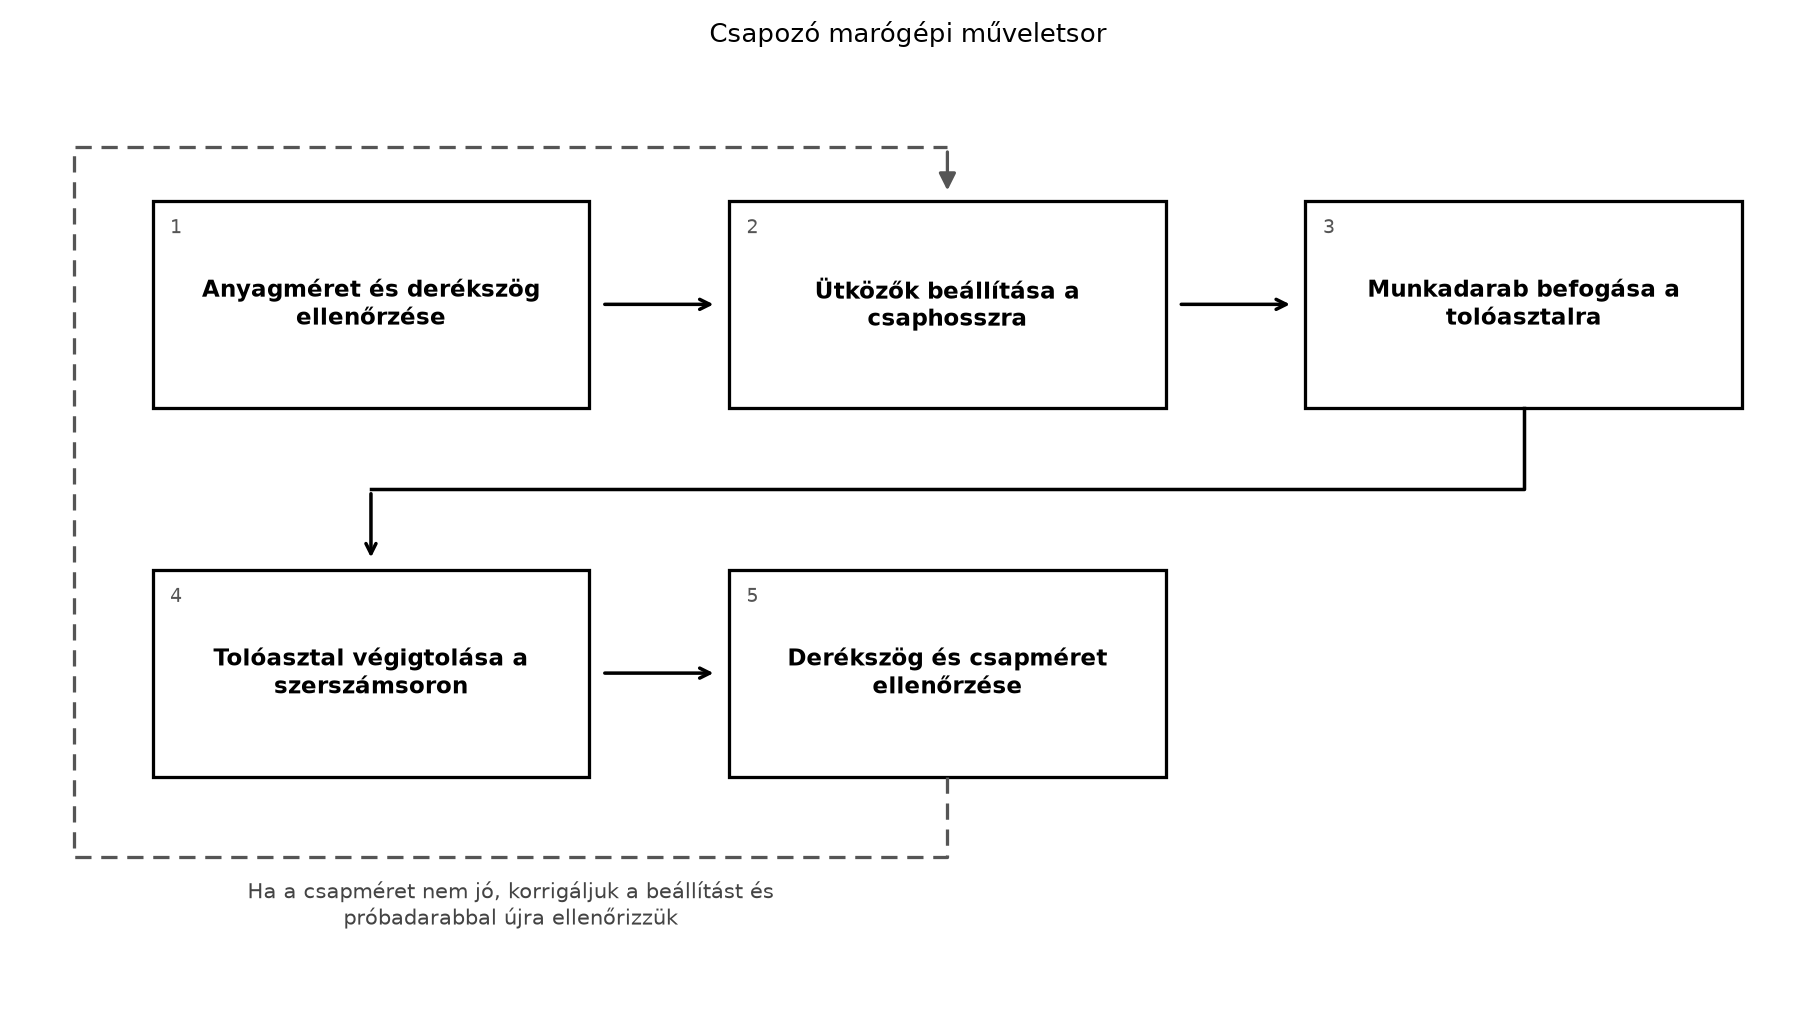 Csapozó marógépi műveletsor
1
Anyagméret és derékszög
ellenőrzése
2
Ütközők beállítása a
csaphosszra
3
Munkadarab befogása a
tolóasztalra
4
Tolóasztal végigtolása a
szerszámsoron
5
Derékszög és csapméret
ellenőrzése
Ha a csapméret nem jó, korrigáljuk a beállítást és
próbadarabbal újra ellenőrizzük